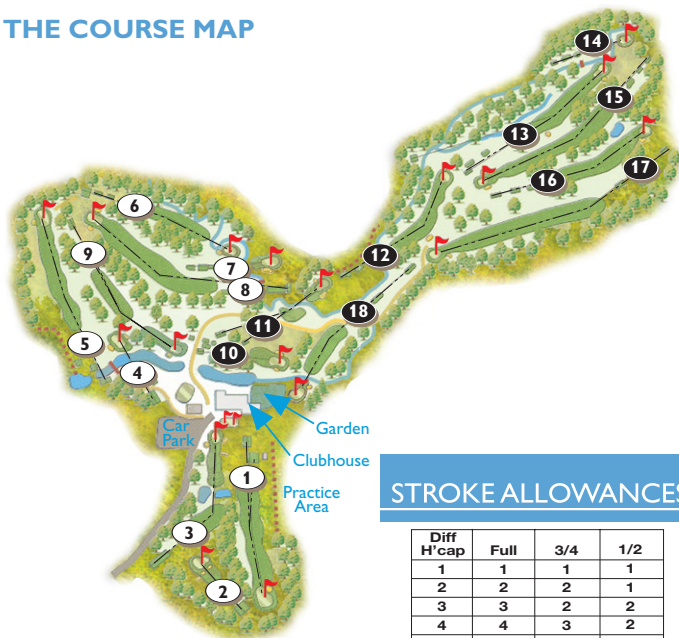 THE COURSE MAP
14
15
13
16
17
6
9
7
12
8
11
18
10
5
4
Car
Park
Garden
Clubhouse
1
Practice
Area
3
2
STROKE ALLOWANCES
Diff
H'cap Full 3/4 1/2
1 1 1 1
2 2 2 1
3 3 2 2
4 4 3 2